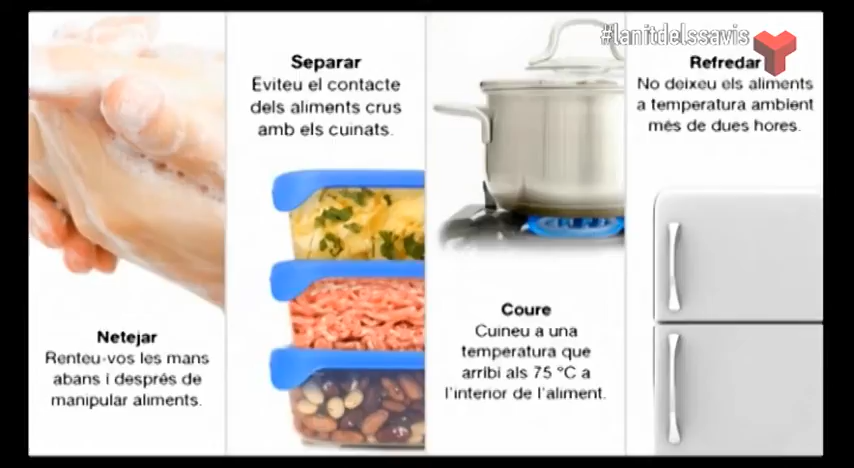 #lanitdelssavis
Netejar
Renteu-vos les mans
abans i després de
manipular aliments.
Separar
Eviteu el contacte
dels aliments crus
amb els cuinats.
Coure
Cuineu a una
temperatura que
arribi als 75 °C a
l'interior de l'aliment.
Refredar
No deixeu els aliments
a temperatura ambient
més de dues hores.